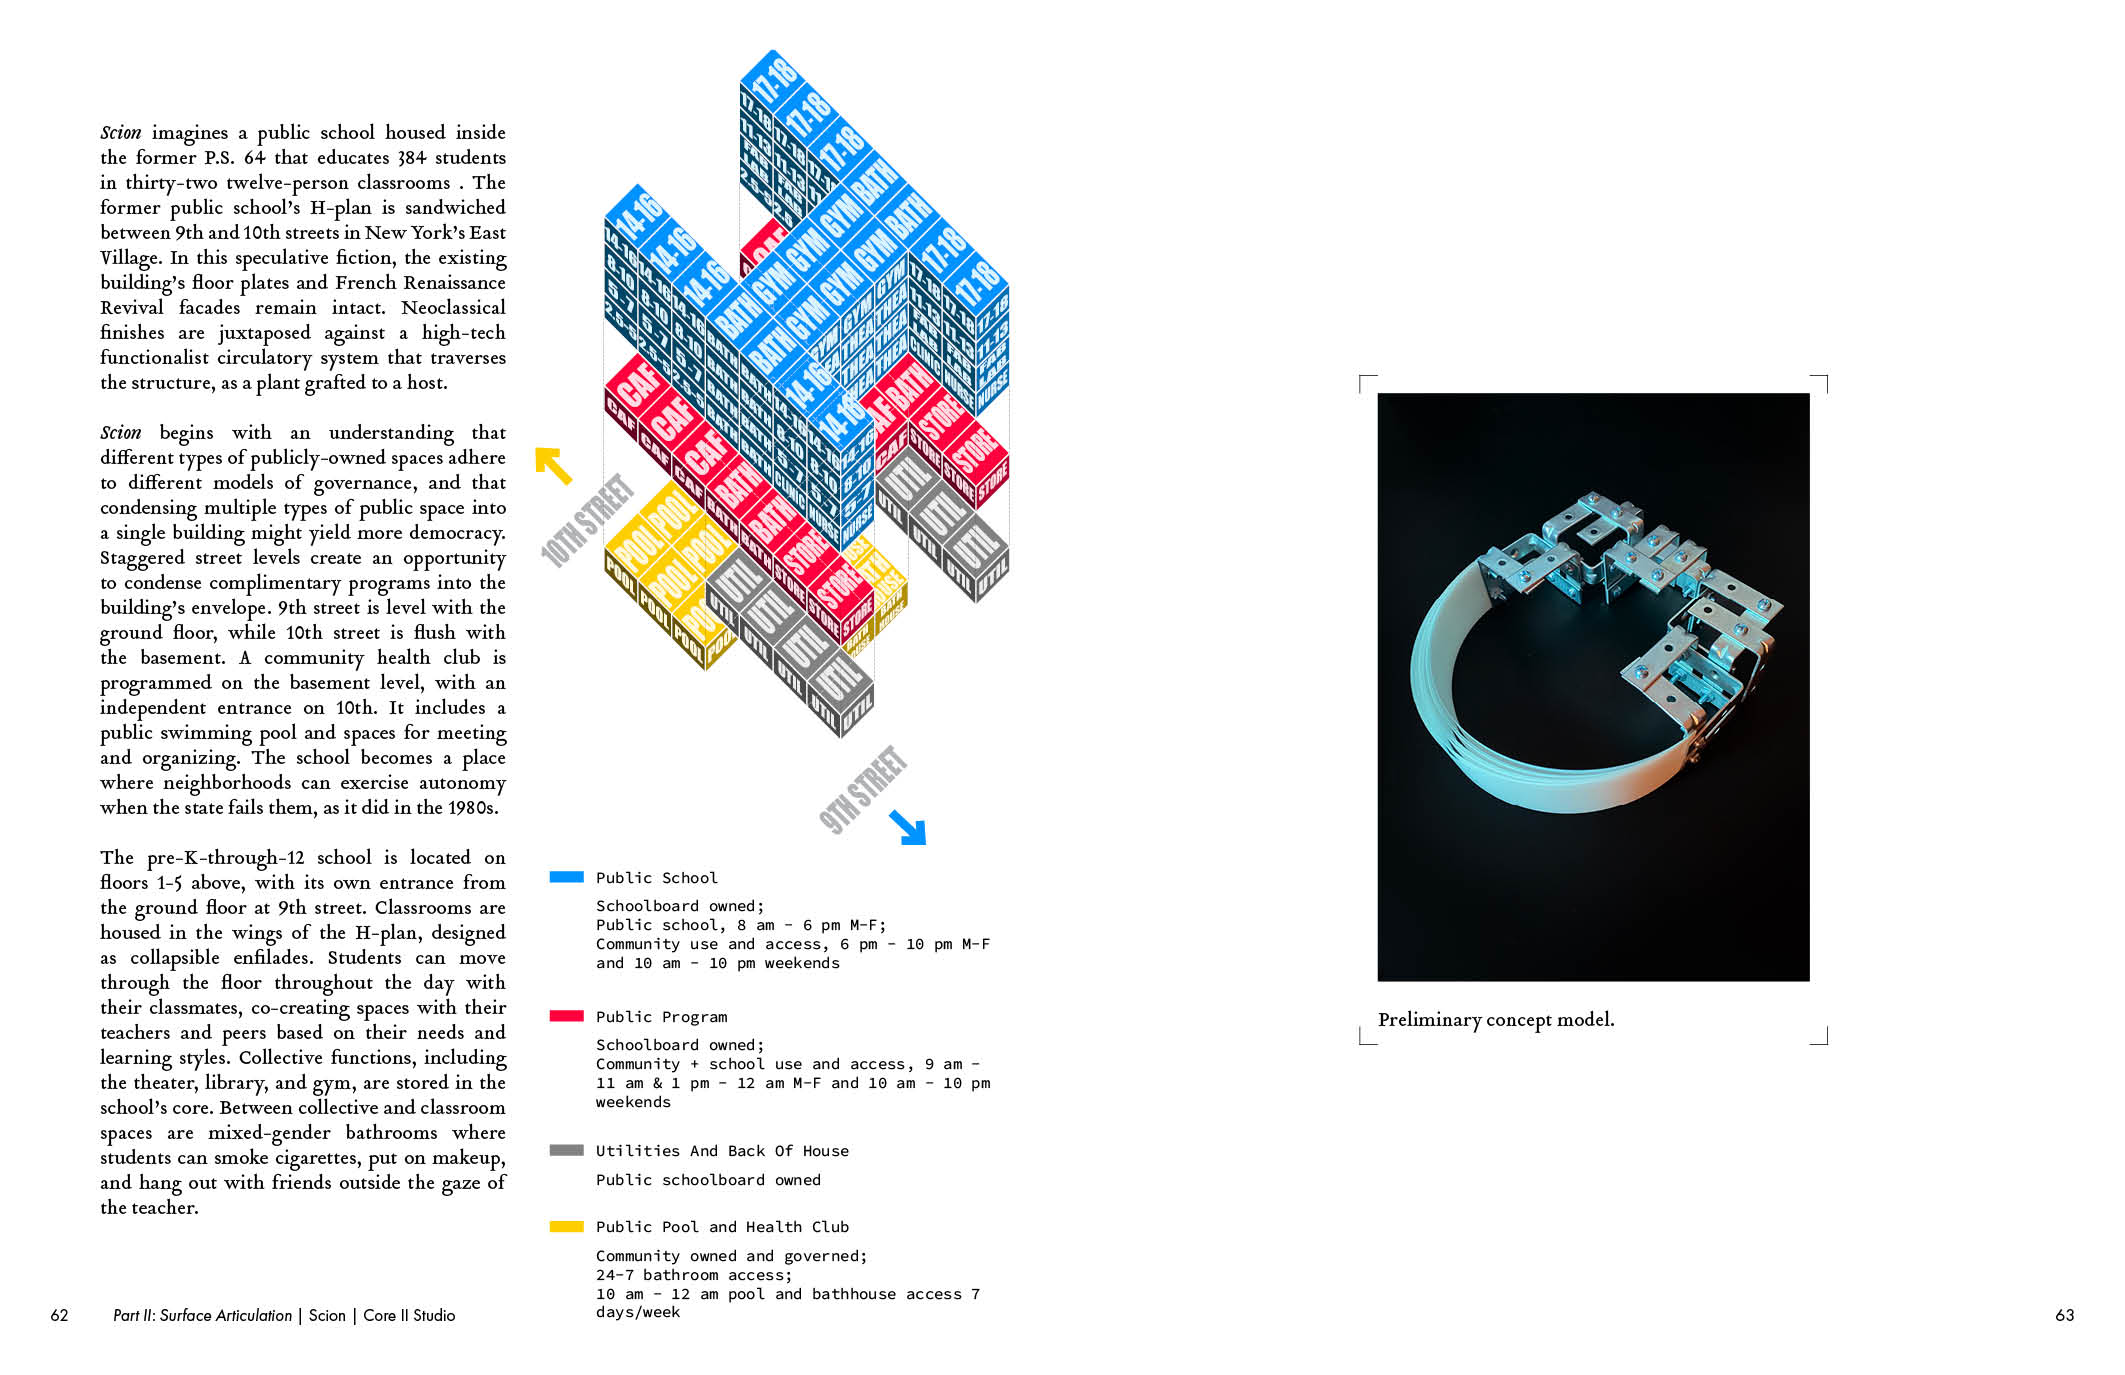 Scion imagines a public school housed inside
the former P.S. 64 that educates 384 students
in thirty-two twelve-person classrooms . The
former public school's H-plan is sandwiched
between 9th and 10th streets in New York's East
Village. In this speculative fiction, the existing
building's floor plates and French Renaissance
Revival facades remain intact. Neoclassical
finishes are juxtaposed against a high-tech
functionalist circulatory system that traverses
the structure, as a plant grafted to a host.
Scion begins with an understanding that
different types of publicly-owned spaces adhere
to different models of governance, and that
condensing multiple types of public space into
a single building might yield more democracy.
Staggered street levels create an opportunity
to condense complimentary programs into the
building's envelope. 9th street is level with the
ground floor, while 10th street is flush with
the basement. A community health club is
programmed on the basement level, with an
independent entrance on 10th. It includes a
public swimming pool and spaces for meeting
and organizing. The school becomes a place
where neighborhoods can exercise autonomy
when the state fails them, as it did in the 1980s.
The pre-K-through-12 school is located on
floors 1-5 above, with its own entrance from
the ground floor at 9th street. Classrooms are
housed in the wings of the H-plan, designed
as collapsible enfilades. Students can move
through the floor throughout the day with
their classmates, co-creating spaces with their
teachers and peers based on their needs and
learning styles. Collective functions, including
the theater, library, and gym, are stored in the
school's core. Between collective and classroom
spaces are mixed-gender bathrooms where
students can smoke cigarettes, put on makeup,
and hang out with friends outside the gaze of
the teacher.
17-18
17-18
17-18
BATH
BATH
17-18
17-18
GYM GYM GYM
GYM GYM GYM
14-16
14-16
14-16
BATH
BATH
14-16
14-16
CAF
CAF
CAF
BATH
BATH
STORE
STORE
BATH
STORE
STORE
POOL POOL
POOL POOL
UTIL
UTIL
UTIL
UTIL
UTIL
UTIL
UTIL
10TH STREET
9TH STREET
Public School
Schoolboard owned;
Public school, 8 am - 6 pm M-F;
Community use and access, 6 pm - 10 pm M-F
and 10 am - 10 pm weekends
Public Program
Schoolboard owned;
Community + school use and access, 9 am -
11 am & 1 pm - 12 am M-F and 10 am - 10 pm
weekends
Utilities And Back Of House
Public schoolboard owned
Public Pool and Health Club
Community owned and governed;
24-7 bathroom access;
10 am - 12 am pool and bathhouse access 7
days/week
Preliminary concept model.
62 Part II: Surface Articulation | Scion | Core II Studio
63